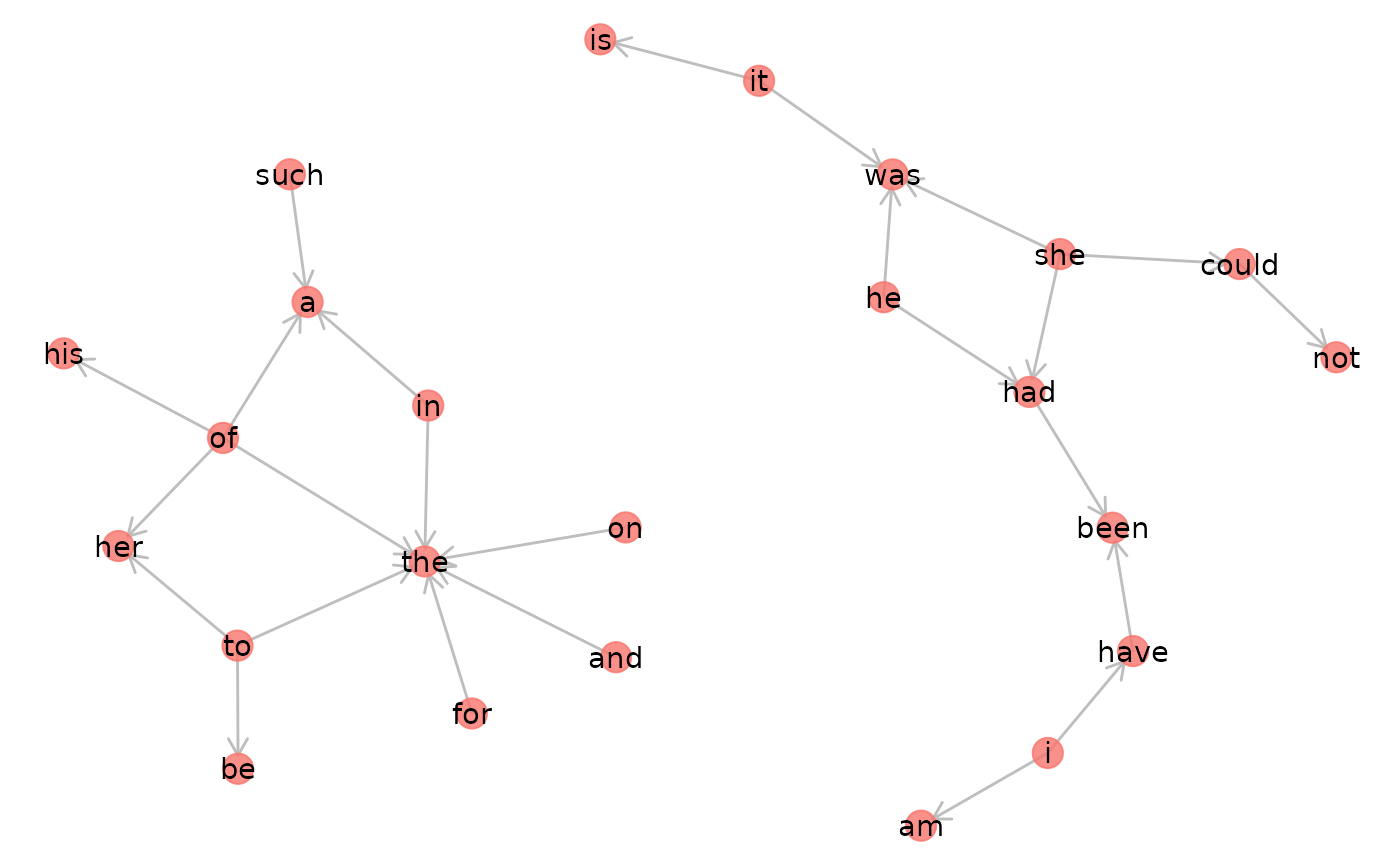 is
it
such
was
she
could
he
a
his
not
had
in
of
on
been
her
the
to
have
and
for
i
be
am